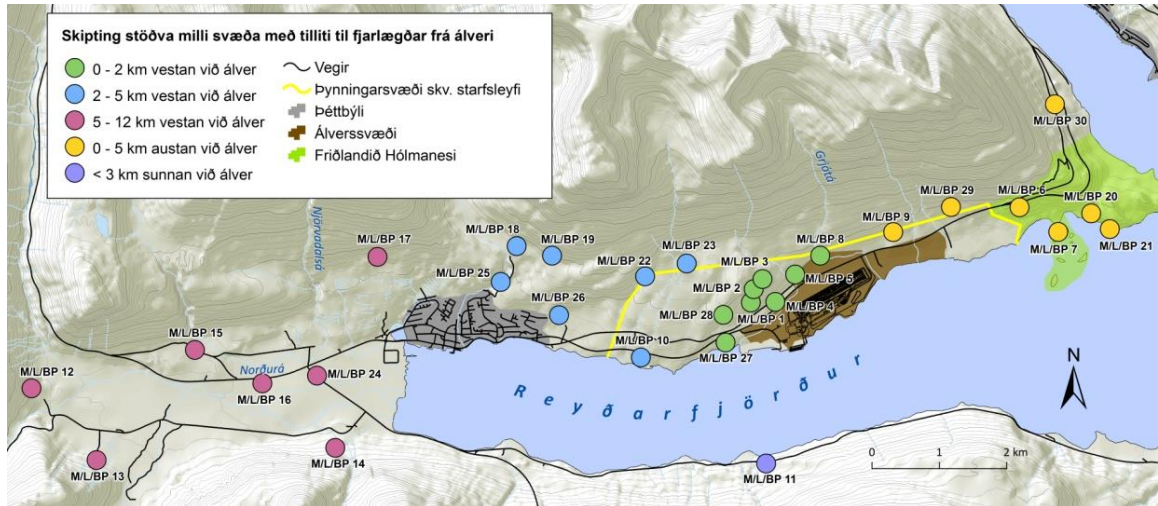 Skipting stöðva milli svæða með tilliti til fjarlægðar frá álveri
0 - 2 km vestan við álver
2 - 5 km vestan við álver
5 - 12 km vestan við álver
0 - 5 km austan við álver
< 3 km sunnan við álver
Vegir
Þynningarsvæði skv. starfsleyfi
Þéttbýli
Álverssvæði
Friðlandið Hólmanesi
M/L/BP 30
Grjótá
M/L/BP 29
M/L/BP 6
M/L/BP 20
M/L/BP 9
M/L/BP 7
M/L/BP 21
Njörvadalsá
M/L/BP 17
M/L/BP 18
M/L/BP 19
M/L/BP 23
M/L/BP 8
M/L/BP 22
M/L/BP 3
M/L/BP 25
M/L/BP 5
M/L/BP 2
M/L/BP 26
M/L/BP 4
M/L/BP 28
M/L/BP 1
M/L/BP 15
M/L/BP 10
M/L/BP 27
M/L/BP 12
Norðurá
M/L/BP 24
M/L/BP 16
Reyðarfjörður
N
M/L/BP 13
M/L/BP 14
M/L/BP 11
0 1 2 km